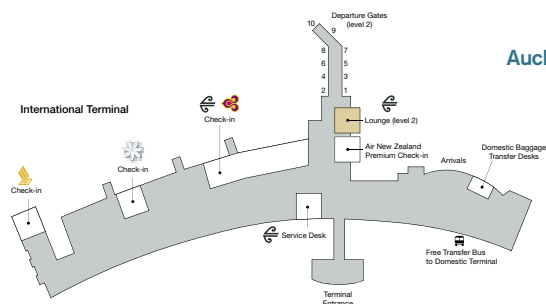 Departure Gates
(level 2)
10
9
8
7
6
5
4
3
2
1
Auckl
International Terminal
Check-in
Lounge (level 2)
Air New Zealand
Premium Check-in
Check-in
Check-in
Arrivals
Domestic Baggage
Transfer Desks
Service Desk
Free Transfer Bus
to Domestic Terminal
Terminal
Entrance